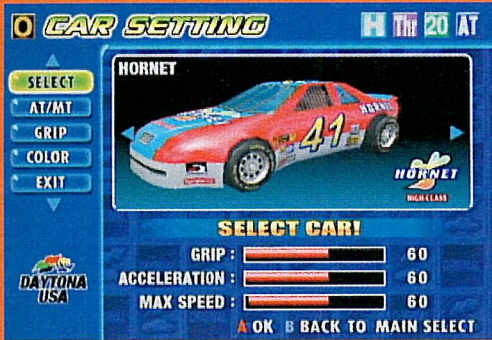 O CAR SETTING H Thr 20 AT
SELECT
AT/MT
GRIP
COLOR
EXIT
HORNET
HORNET
41
HORNET
HIGH-CLASS
DAYTONA
USA
SELECT CAR!
GRIP : 60
ACCELERATION : 60
MAX SPEED : 60
A OK B BACK TO MAIN SELECT